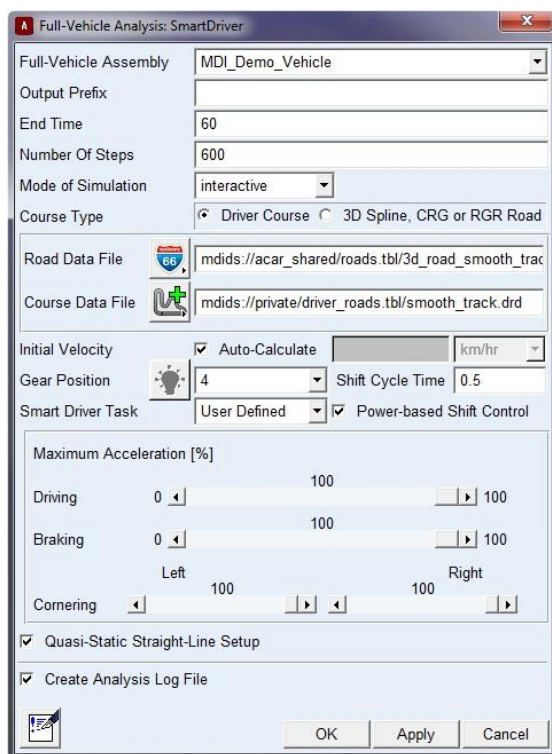 Full-Vehicle Analysis: SmartDriver
Full-Vehicle Assembly MDI_Demo_Vehicle
Output Prefix
End Time 60
Number Of Steps 600
Mode of Simulation interactive
Course Type Driver Course 3D Spline, CRG or RGR Road
Road Data File 66 mdids://acar_shared/roads.tbl/3d_road_smooth_trac
Course Data File mdids://private/driver_roads.tbl/smooth_track.drd
Initial Velocity Auto-Calculate km/hr
Gear Position 4 Shift Cycle Time 0.5
Smart Driver Task User Defined Power-based Shift Control
Maximum Acceleration [%]
100
Driving 0 100
100
Braking 0 100
Left Right
100 100
Cornering
Quasi-Static Straight-Line Setup
Create Analysis Log File
OK Apply Cancel